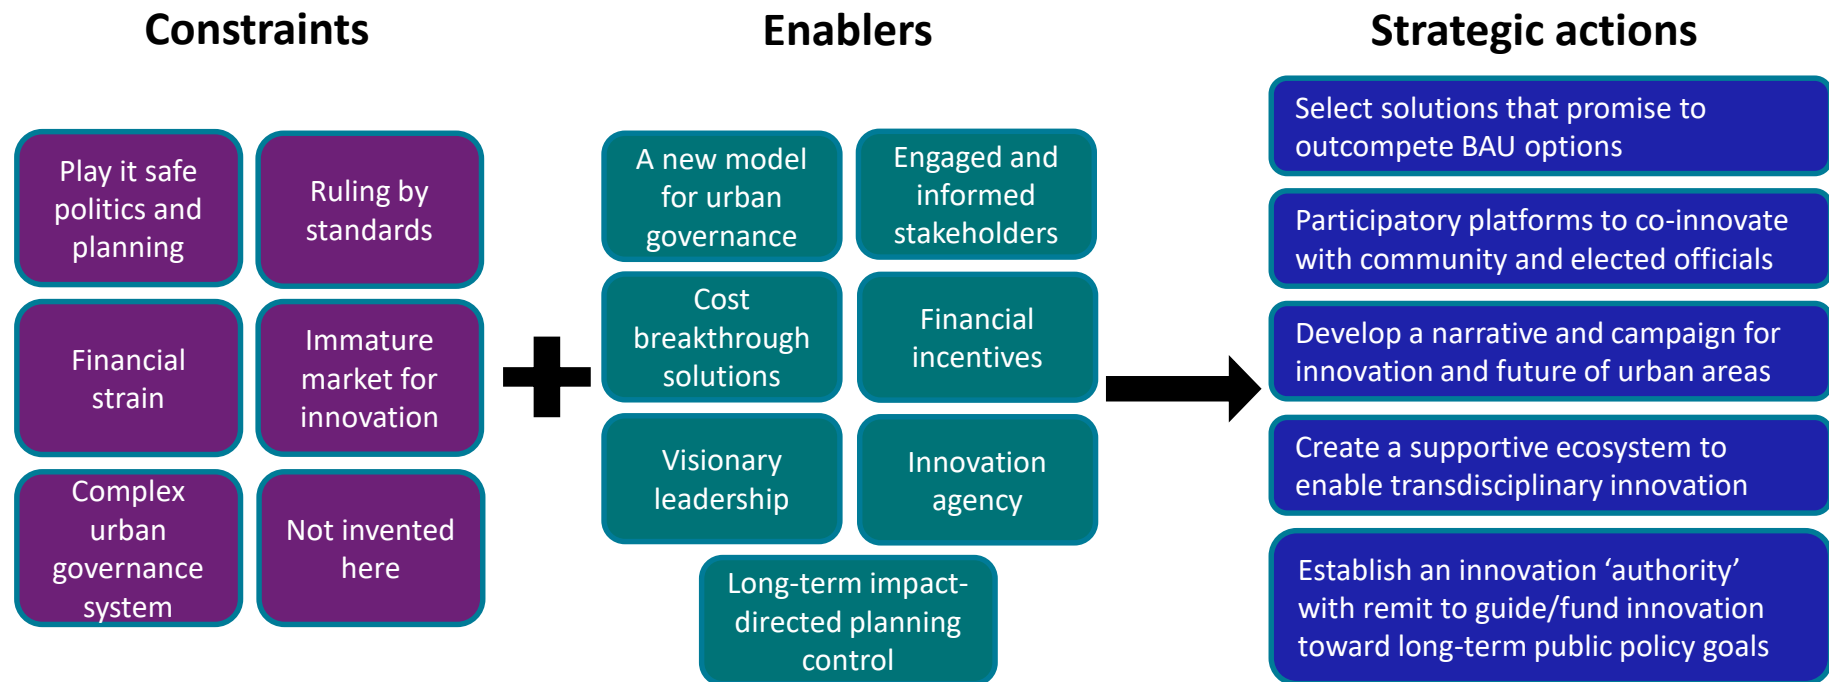 Constraints
Play it safe
politics and
planning
Ruling by
standards
Financial
strain
Immature
market for
innovation
Complex
urban
governance
system
Not invented
here
Enablers
A new model
for urban
governance
Engaged and
informed
stakeholders
Cost
breakthrough
solutions
Financial
incentives
Visionary
leadership
Innovation
agency
Long-term impact-
directed planning
control
Strategic actions
Select solutions that promise to
outcompete BAU options
Participatory platforms to co-innovate
with community and elected officials
Develop a narrative and campaign for
innovation and future of urban areas
Create a supportive ecosystem to
enable transdisciplinary innovation
Establish an innovation ‘authority’
with remit to guide/fund innovation
toward long-term public policy goals